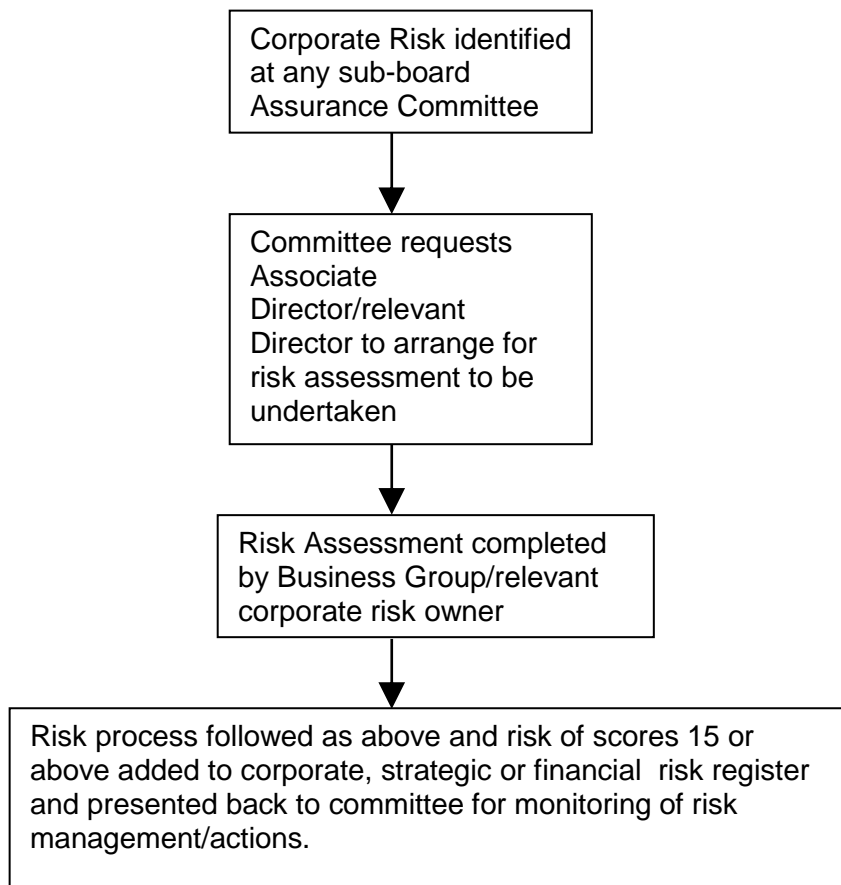 Corporate Risk identified
at any sub-board
Assurance Committee
Committee requests
Associate
Director/relevant
Director to arrange for
risk assessment to be
undertaken
Risk Assessment completed
by Business Group/relevant
corporate risk owner
Risk process followed as above and risk of scores 15 or
above added to corporate, strategic or financial  risk register
and presented back to committee for monitoring of risk
management/actions.